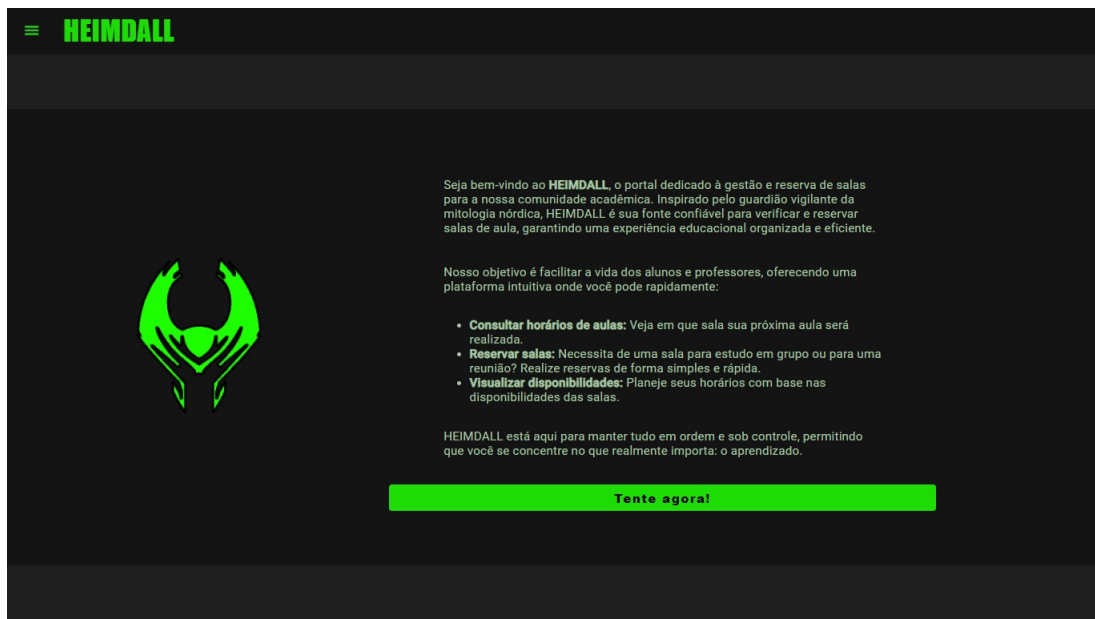 HEIMDALL
Seja bem-vindo ao HEIMDALL, o portal dedicado à gestão e reserva de salas
para a nossa comunidade acadêmica. Inspirado pelo guardião vigilante da
mitologia nórdica, HEIMDALL é sua fonte confiável para verificar e reservar
salas de aula, garantindo uma experiência educacional organizada e eficiente.
Nosso objetivo é facilitar a vida dos alunos e professores, oferecendo uma
plataforma intuitiva onde você pode rapidamente:
• Consultar horários de aulas: Veja em que sala sua próxima aula será
realizada.
• Reservar salas: Necessita de uma sala para estudo em grupo ou para uma
reunião? Realize reservas de forma simples e rápida.
• Visualizar disponibilidades: Planeje seus horários com base nas
disponibilidades das salas.
HEIMDALL está aqui para manter tudo em ordem e sob controle, permitindo
que você se concentre no que realmente importa: o aprendizado.
Tente agora!